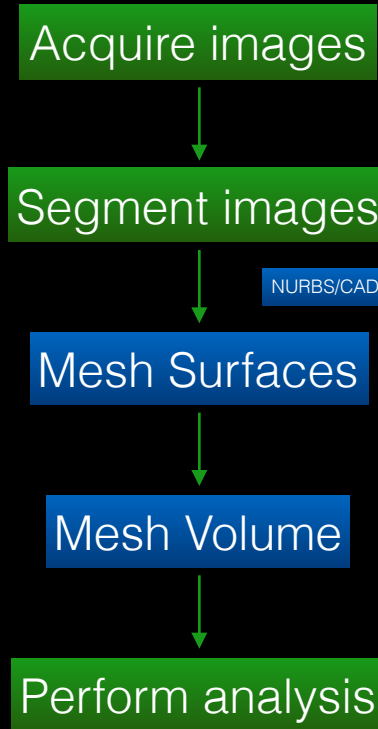 Acquire images
Segment images
NURBS/CAD
Mesh Surfaces
Mesh Volume
Perform analysis